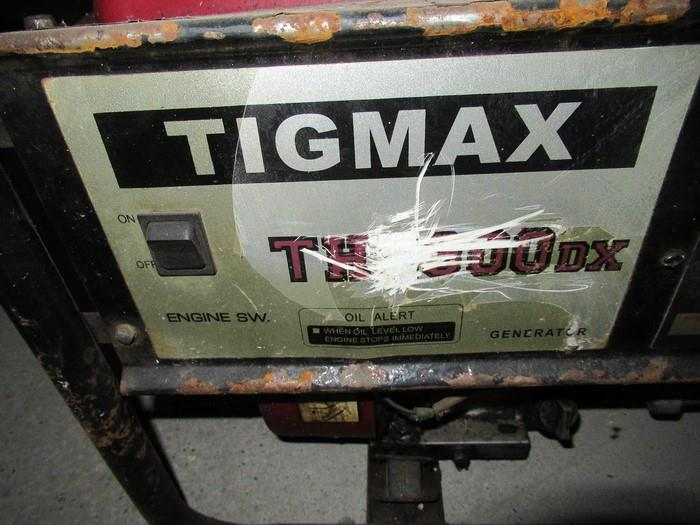 TIGMAX
ON
OFF
ENGINE SW.
OIL ALERT
WHEN OIL LEVEL LOW
ENGINE STOPS IMMEDIATELY
GENERATOR